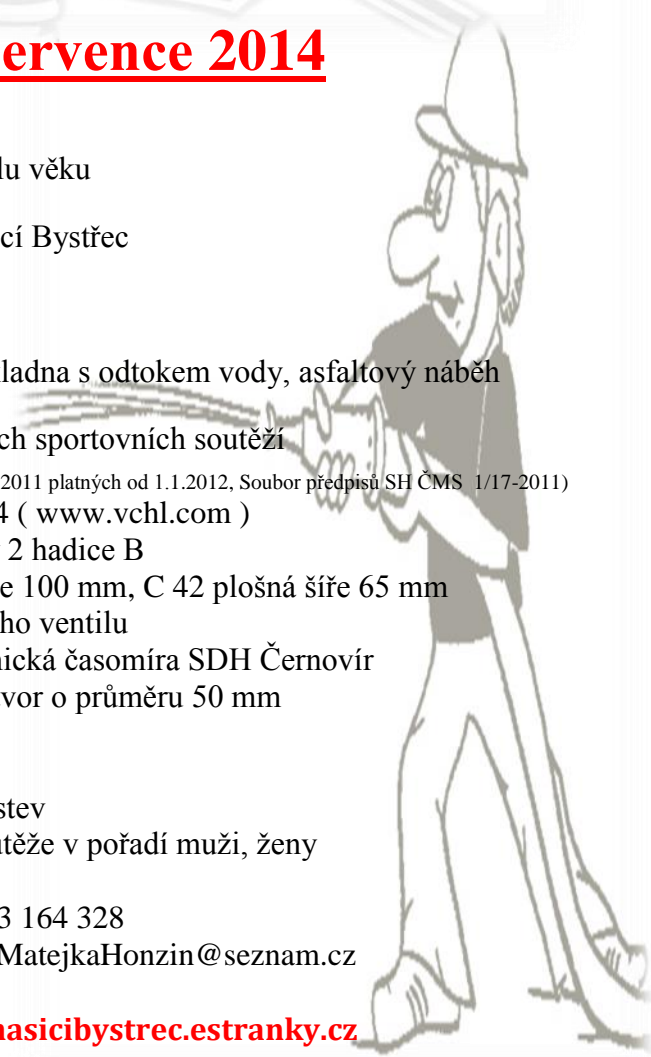 ervence 2014
lu věku
cí Bystřec
ladna s odtokem vody, asfaltový náběh
ch sportovních soutěží
2011 platných od 1.1.2012, Soubor předpisů SH ČMS 1/17-2011)
4 ( www.vchl.com )
2 hadice B
e 100 mm, C 42 plošná šíře 65 mm
ho ventilu
nická časomíra SDH Černovír
vor o průměru 50 mm
stev
utěže v pořadí muži, ženy
3 164 328
MatejkaHonzin@seznam.cz
hasicibystrec.estranky.cz